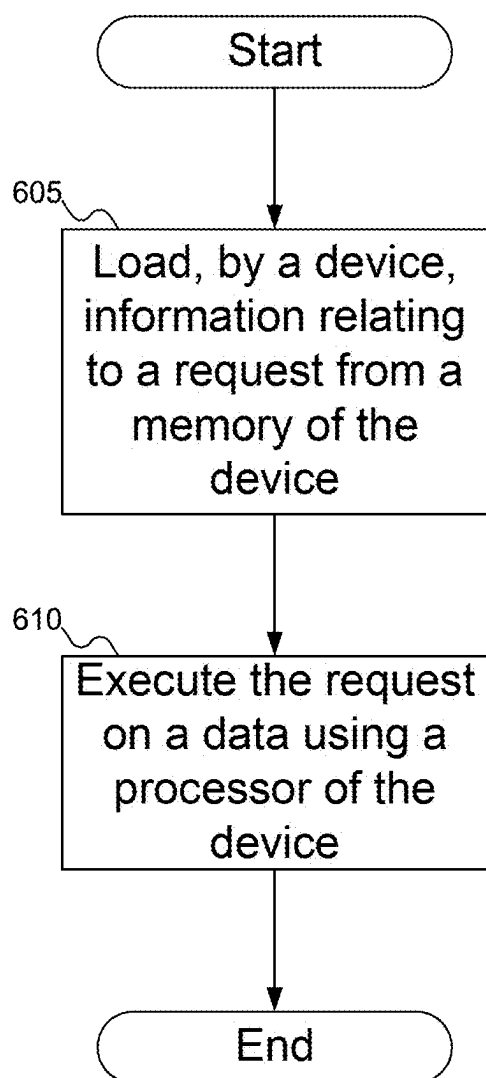 Start
605
Load, by a device,
information relating
to a request from a
memory of the
device
610
Execute the request
on a data using a
processor of the
device
End